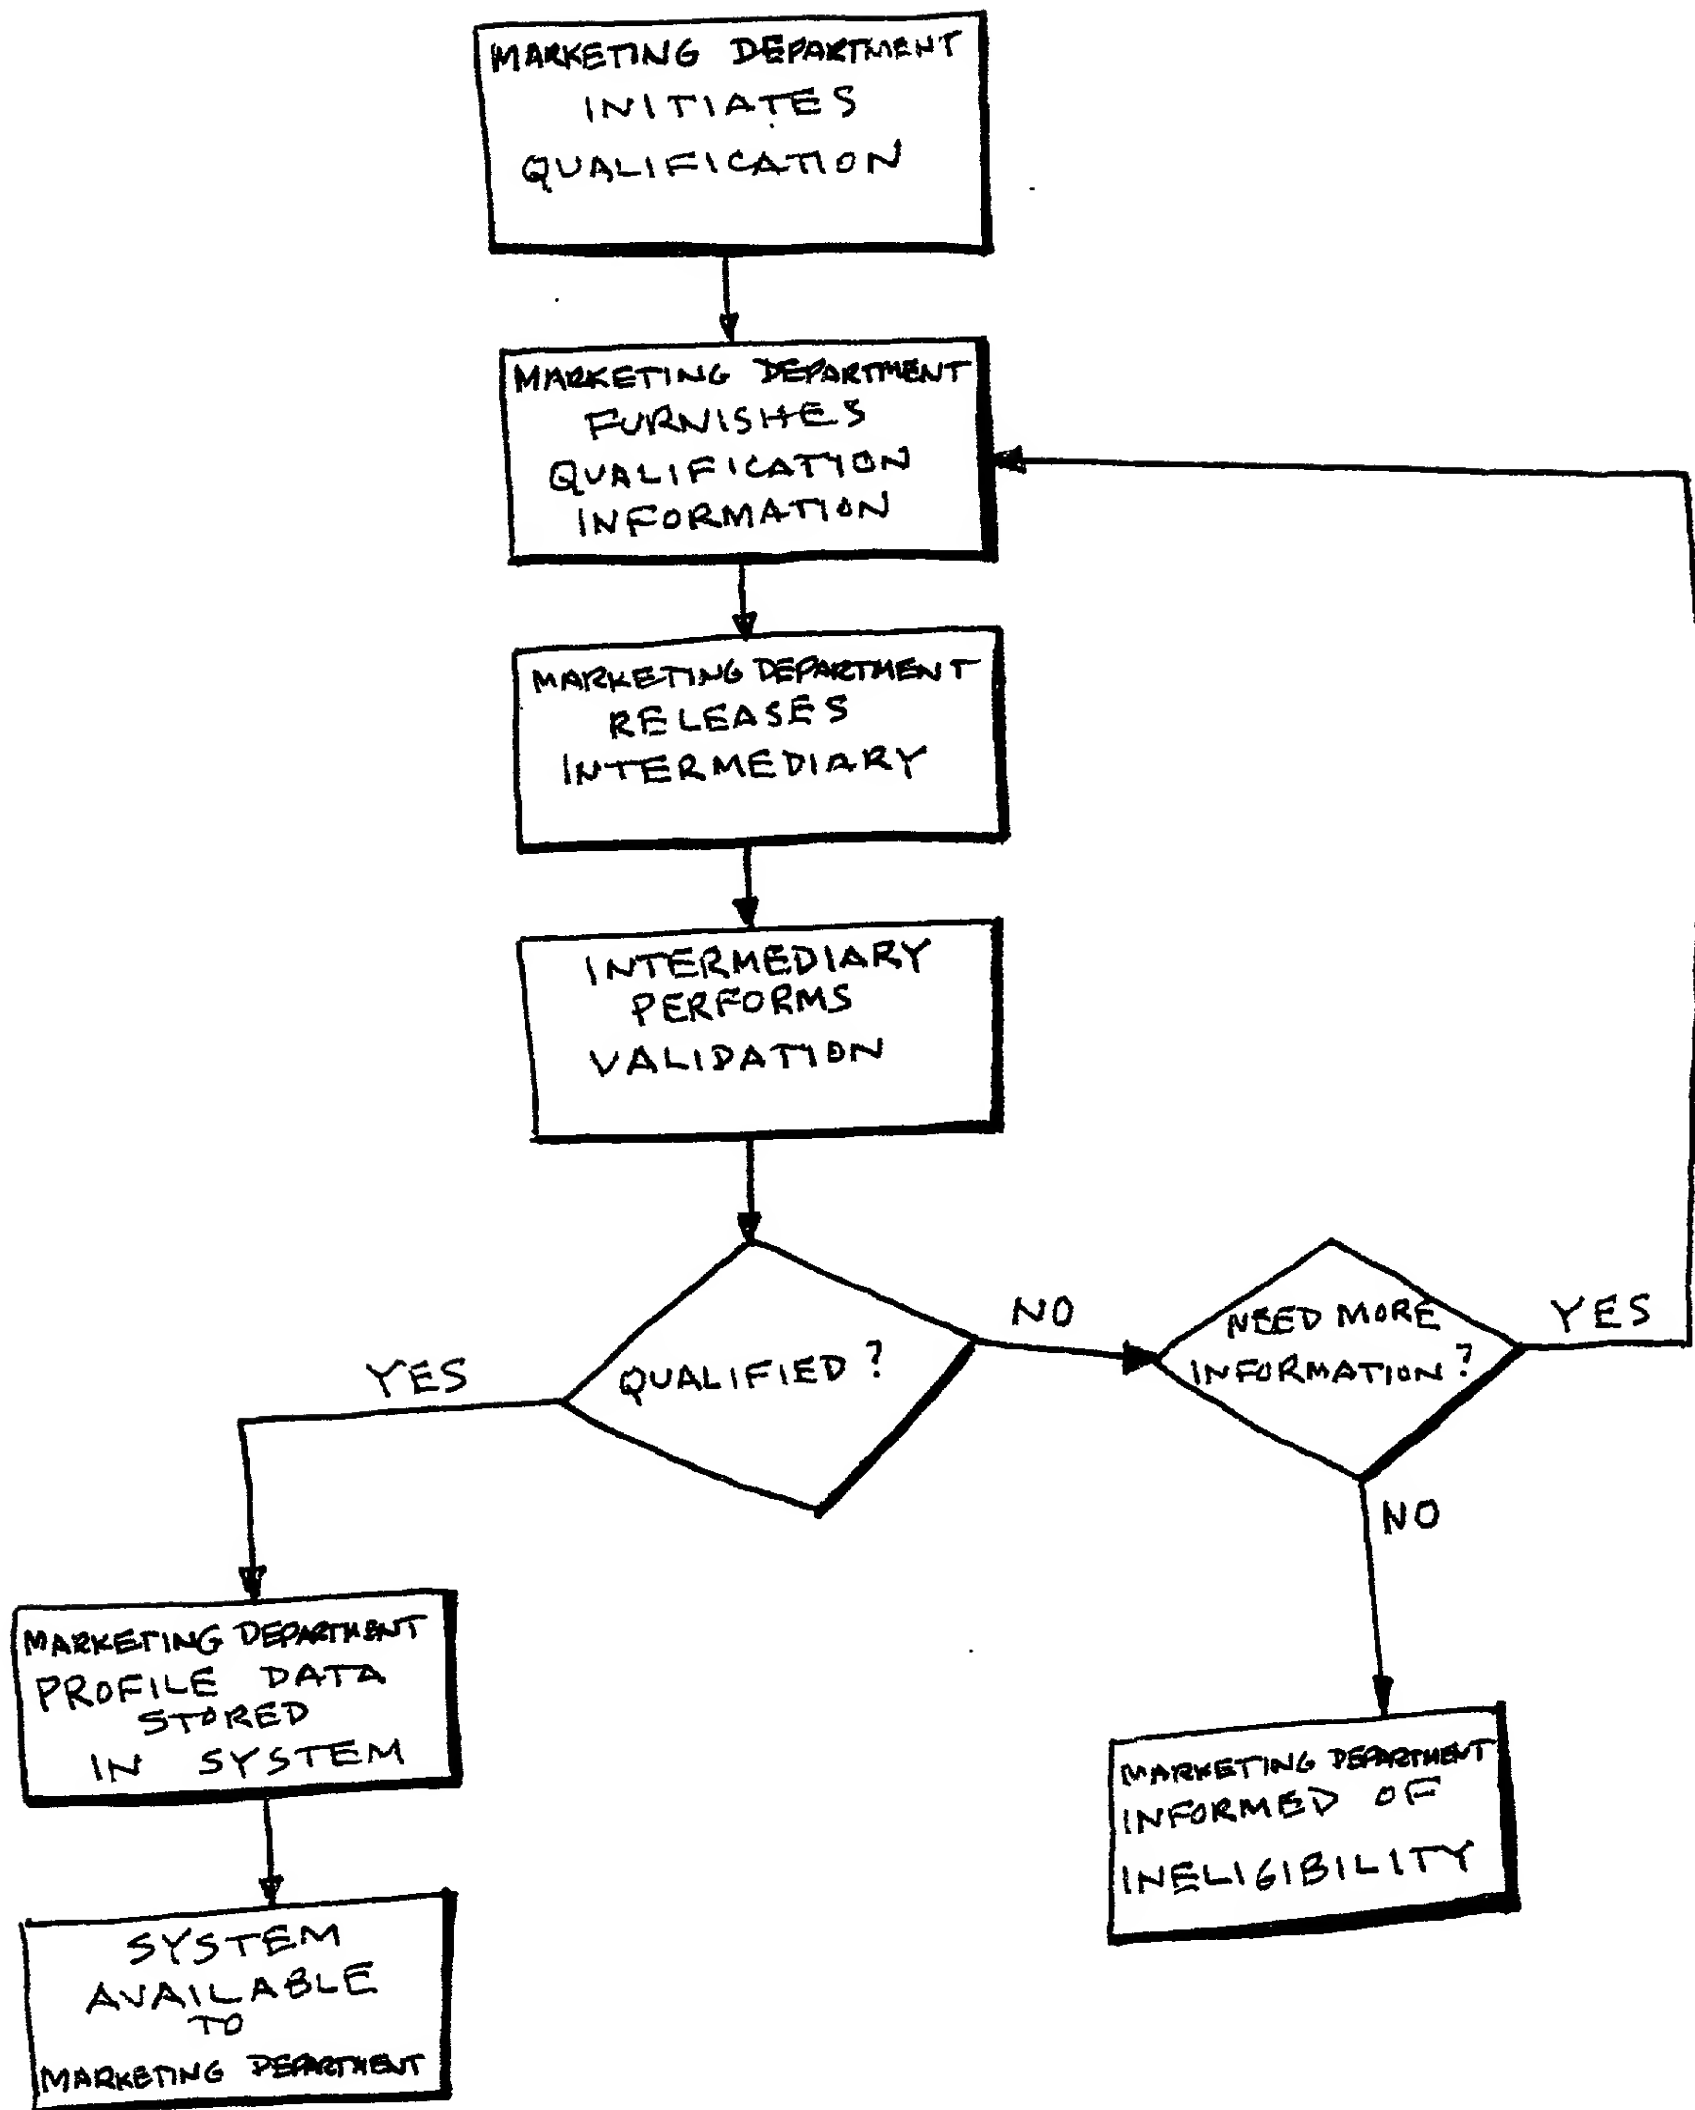 MARKETING DEPARTMENT
INITIATES
QUALIFICATION
MARKETING DEPARTMENT
FURNISHES
QUALIFICATION
INFORMATION
MARKETING DEPARTMENT
RELEASES
INTERMEDIARY
INTERMEDIARY
PERFORMS
VALIDATION
QUALIFIED?
NO
NEED MORE
INFORMATION?
YES
YES
NO
MARKETING DEPARTMENT
PROFILE DATA
STORED
IN SYSTEM
MARKETING DEPARTMENT
INFORMED OF
INELIGIBILITY
SYSTEM
AVAILABLE
TO
MARKETING DEPARTMENT